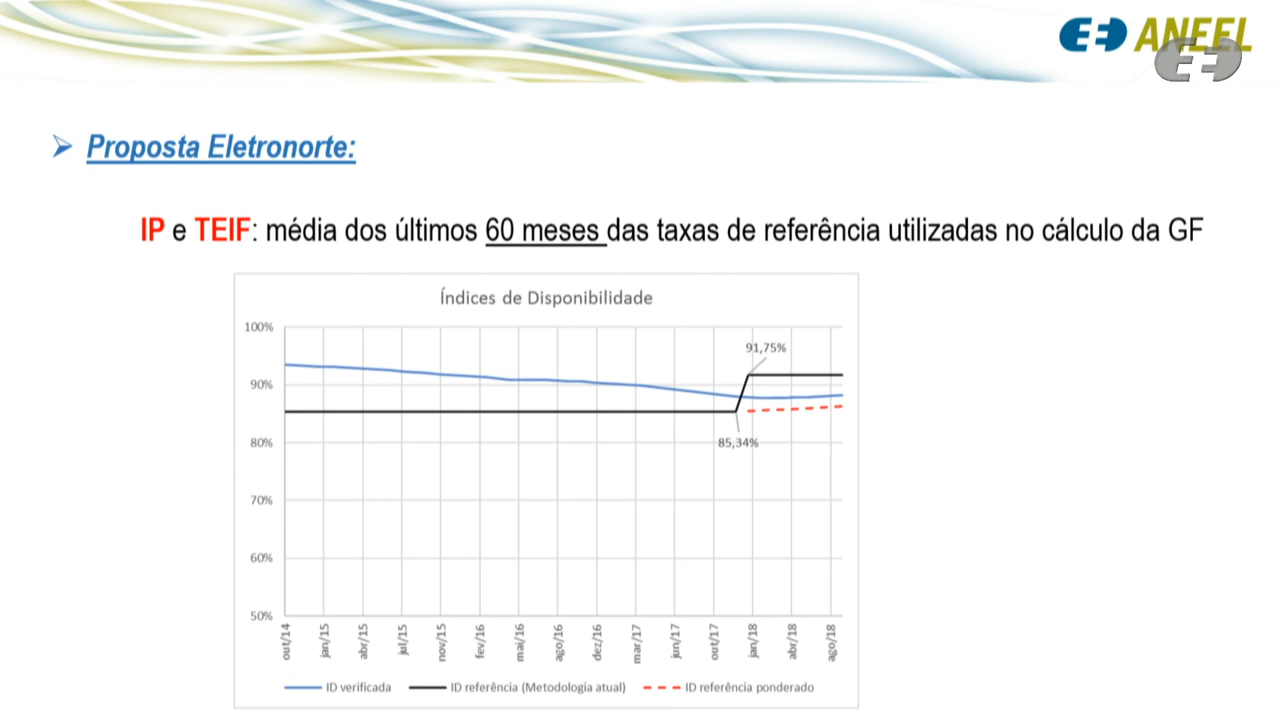 ANEEL
Proposta Eletronorte:
IP e TEIF: média dos últimos 60 meses das taxas de referência utilizadas no cálculo da GF
Índices de Disponibilidade
100%
90%
80%
70%
60%
50%
91,75%
85,34%
out/14
jan/15
abr/15
jul/15
nov/15
fev/16
mai/16
ago/16
dez/16
mar/17
jun/17
out/17
jan/18
abr/18
ago/18
ID verificada
ID referência (Metodologia atual)
ID referência ponderado